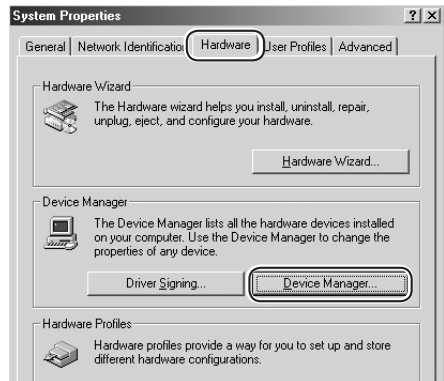 System Properties
General Network Identification Hardware User Profiles Advanced
Hardware Wizard
The Hardware wizard helps you install, uninstall, repair,
unplug, eject, and configure your hardware.
Hardware Wizard...
Device Manager
The Device Manager lists all the hardware devices installed
on your computer. Use the Device Manager to change the
properties of any device.
Driver Signing... Device Manager...
Hardware Profiles
Hardware profiles provide a way for you to set up and store
different hardware configurations.